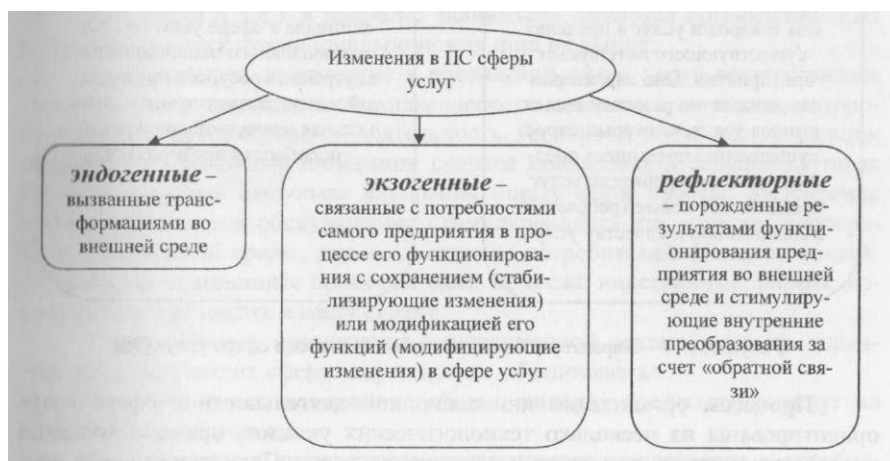 Изменения в ПС сферы
услуг
эндогенные –
вызванные транс-
формациями во
внешней среде
экзогенные –
связанные с потребностями
самого предприятия в про-
цессе его функционирова-
ния с сохранением (стаби-
лизирующие изменения)
или модификацией его
функций (модифицирующие
изменения) в сфере услуг
рефлекторные
– порожденные ре-
зультатами функци-
онирования пред-
приятия во внешней
среде и стимулиру-
ющие внутренние
преобразования за
счет «обратной свя-
зи»